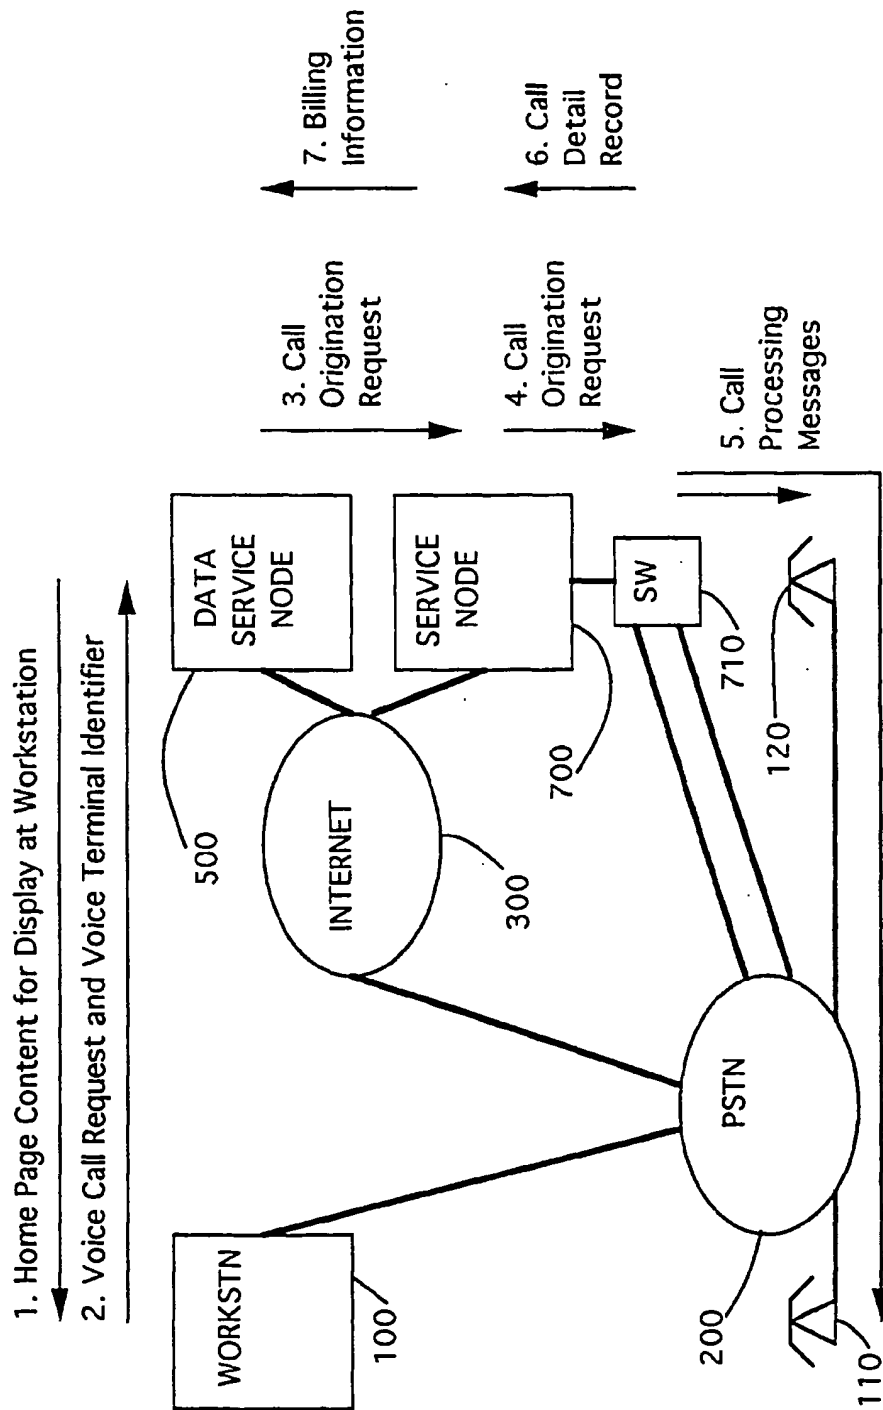 1. Home Page Content for Display at Workstation
2. Voice Call Request and Voice Terminal Identifier
WORKSTN
100
INTERNET
300
500
DATA
SERVICE
NODE
SERVICE
NODE
700
SW
710
PSTN
200
110
120
3. Call
Origination
Request
4. Call
Origination
Request
5. Call
Processing
Messages
6. Call
Detail
Record
7. Billing
Information